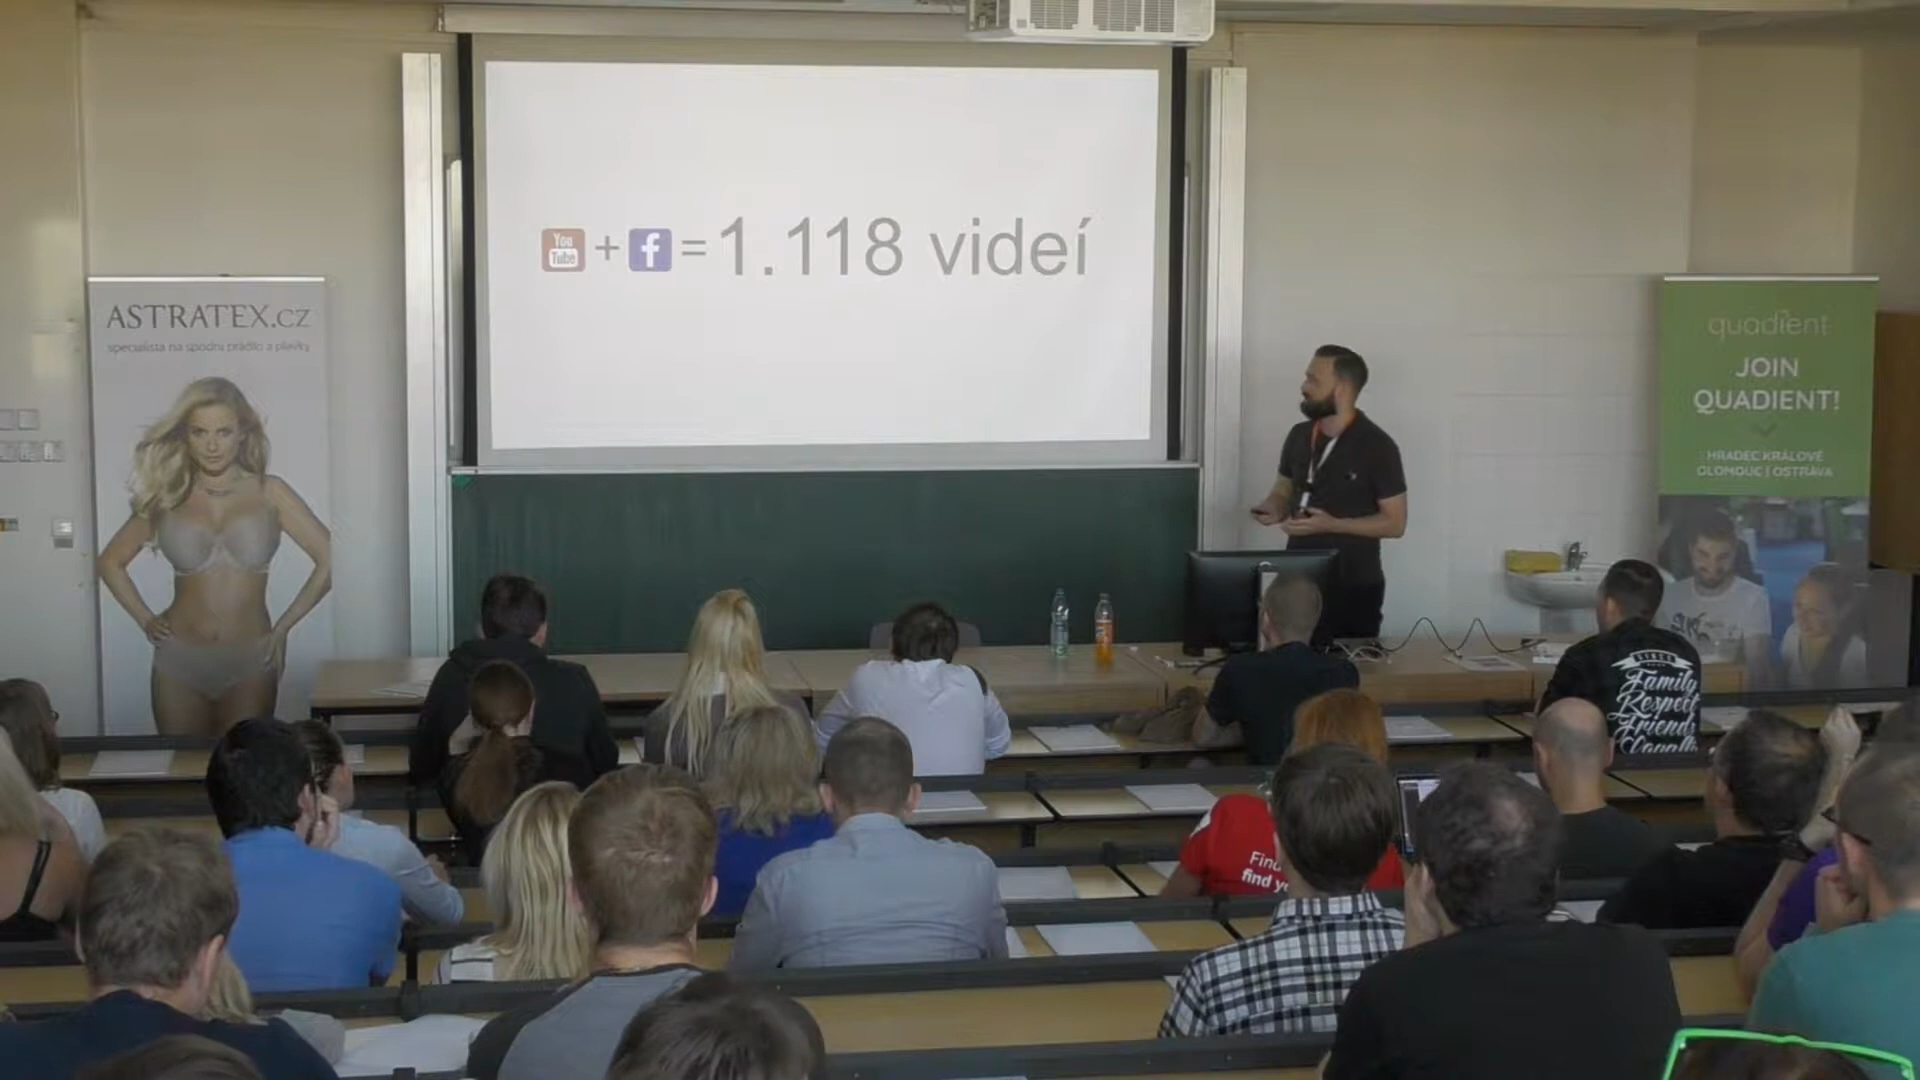 You
Tube
+ f = 1.118 videí
ASTRATEX.CZ
specialista na spodní prádlo a plavky
quadient
JOIN
QUADIENT!
HRADEC KRÁLOVÉ
OLOMOUC | OSTRAVA
Family
Respect
Friends
Loyalty
Find
find yo